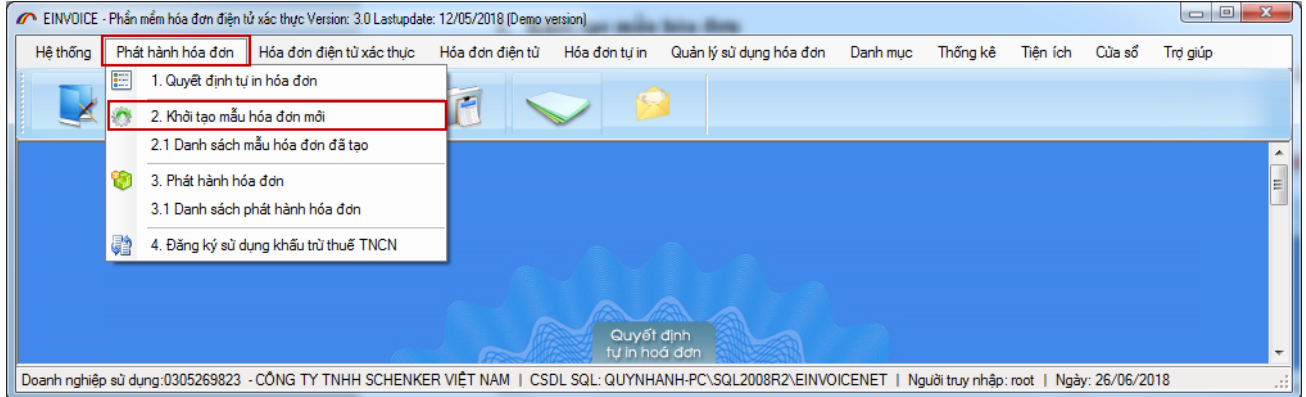 EINVOICE - Phần mềm hóa đơn điện tử xác thực Version: 3.0 Lastupdate: 12/05/2018 (Demo version)
Hệ thống Phát hành hóa đơn Hóa đơn điện tử xác thực Hóa đơn điện tử Hóa đơn tự in Quản lý sử dụng hóa đơn Danh mục Thống kê Tiện ích Cửa sổ Trợ giúp
1. Quyết định tự in hóa đơn
2. Khởi tạo mẫu hóa đơn mới
2.1 Danh sách mẫu hóa đơn đã tạo
3. Phát hành hóa đơn
3.1 Danh sách phát hành hóa đơn
4. Đăng ký sử dụng khấu trừ thuế TNCN
Quyết định
tự in hoá đơn
Doanh nghiệp sử dụng:0305269823 - CÔNG TY TNHH SCHENKER VIỆT NAM | CSDL SQL: QUYNHANH-PC\SQL2008R2\EINVOICENET | Người truy nhập: root | Ngày: 26/06/2018